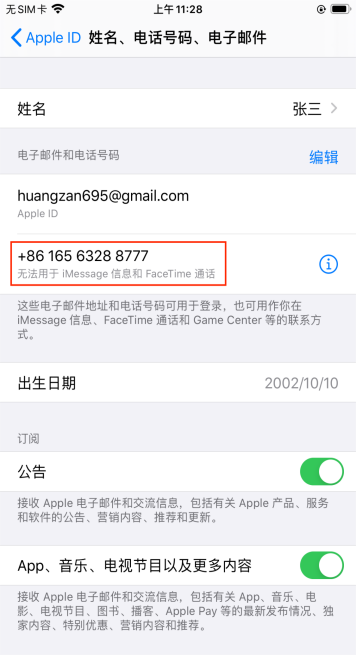 无SIM卡 上午11:28
Apple ID 姓名、电话号码、电子邮件
姓名 张三
电子邮件和电话号码 编辑
huangzan695@gmail.com
Apple ID
+86 165 6328 8777
无法用于 iMessage 信息和 FaceTime 通话
这些电子邮件地址和电话号码可用于登录，也可用作你在
iMessage 信息、FaceTime 通话和 Game Center 等的联系方
式。
出生日期 2002/10/10
订阅
公告
接收 Apple 电子邮件和交流信息，包括有关 Apple 产品、服务
和软件的公告、营销内容、推荐和更新。
App、音乐、电视节目以及更多内容
接收 Apple 电子邮件和交流信息，包括有关 App、音乐、电
影、电视节目、图书、播客、Apple Pay 等的最新发布情况、独
家内容、特别优惠、营销内容和推荐。